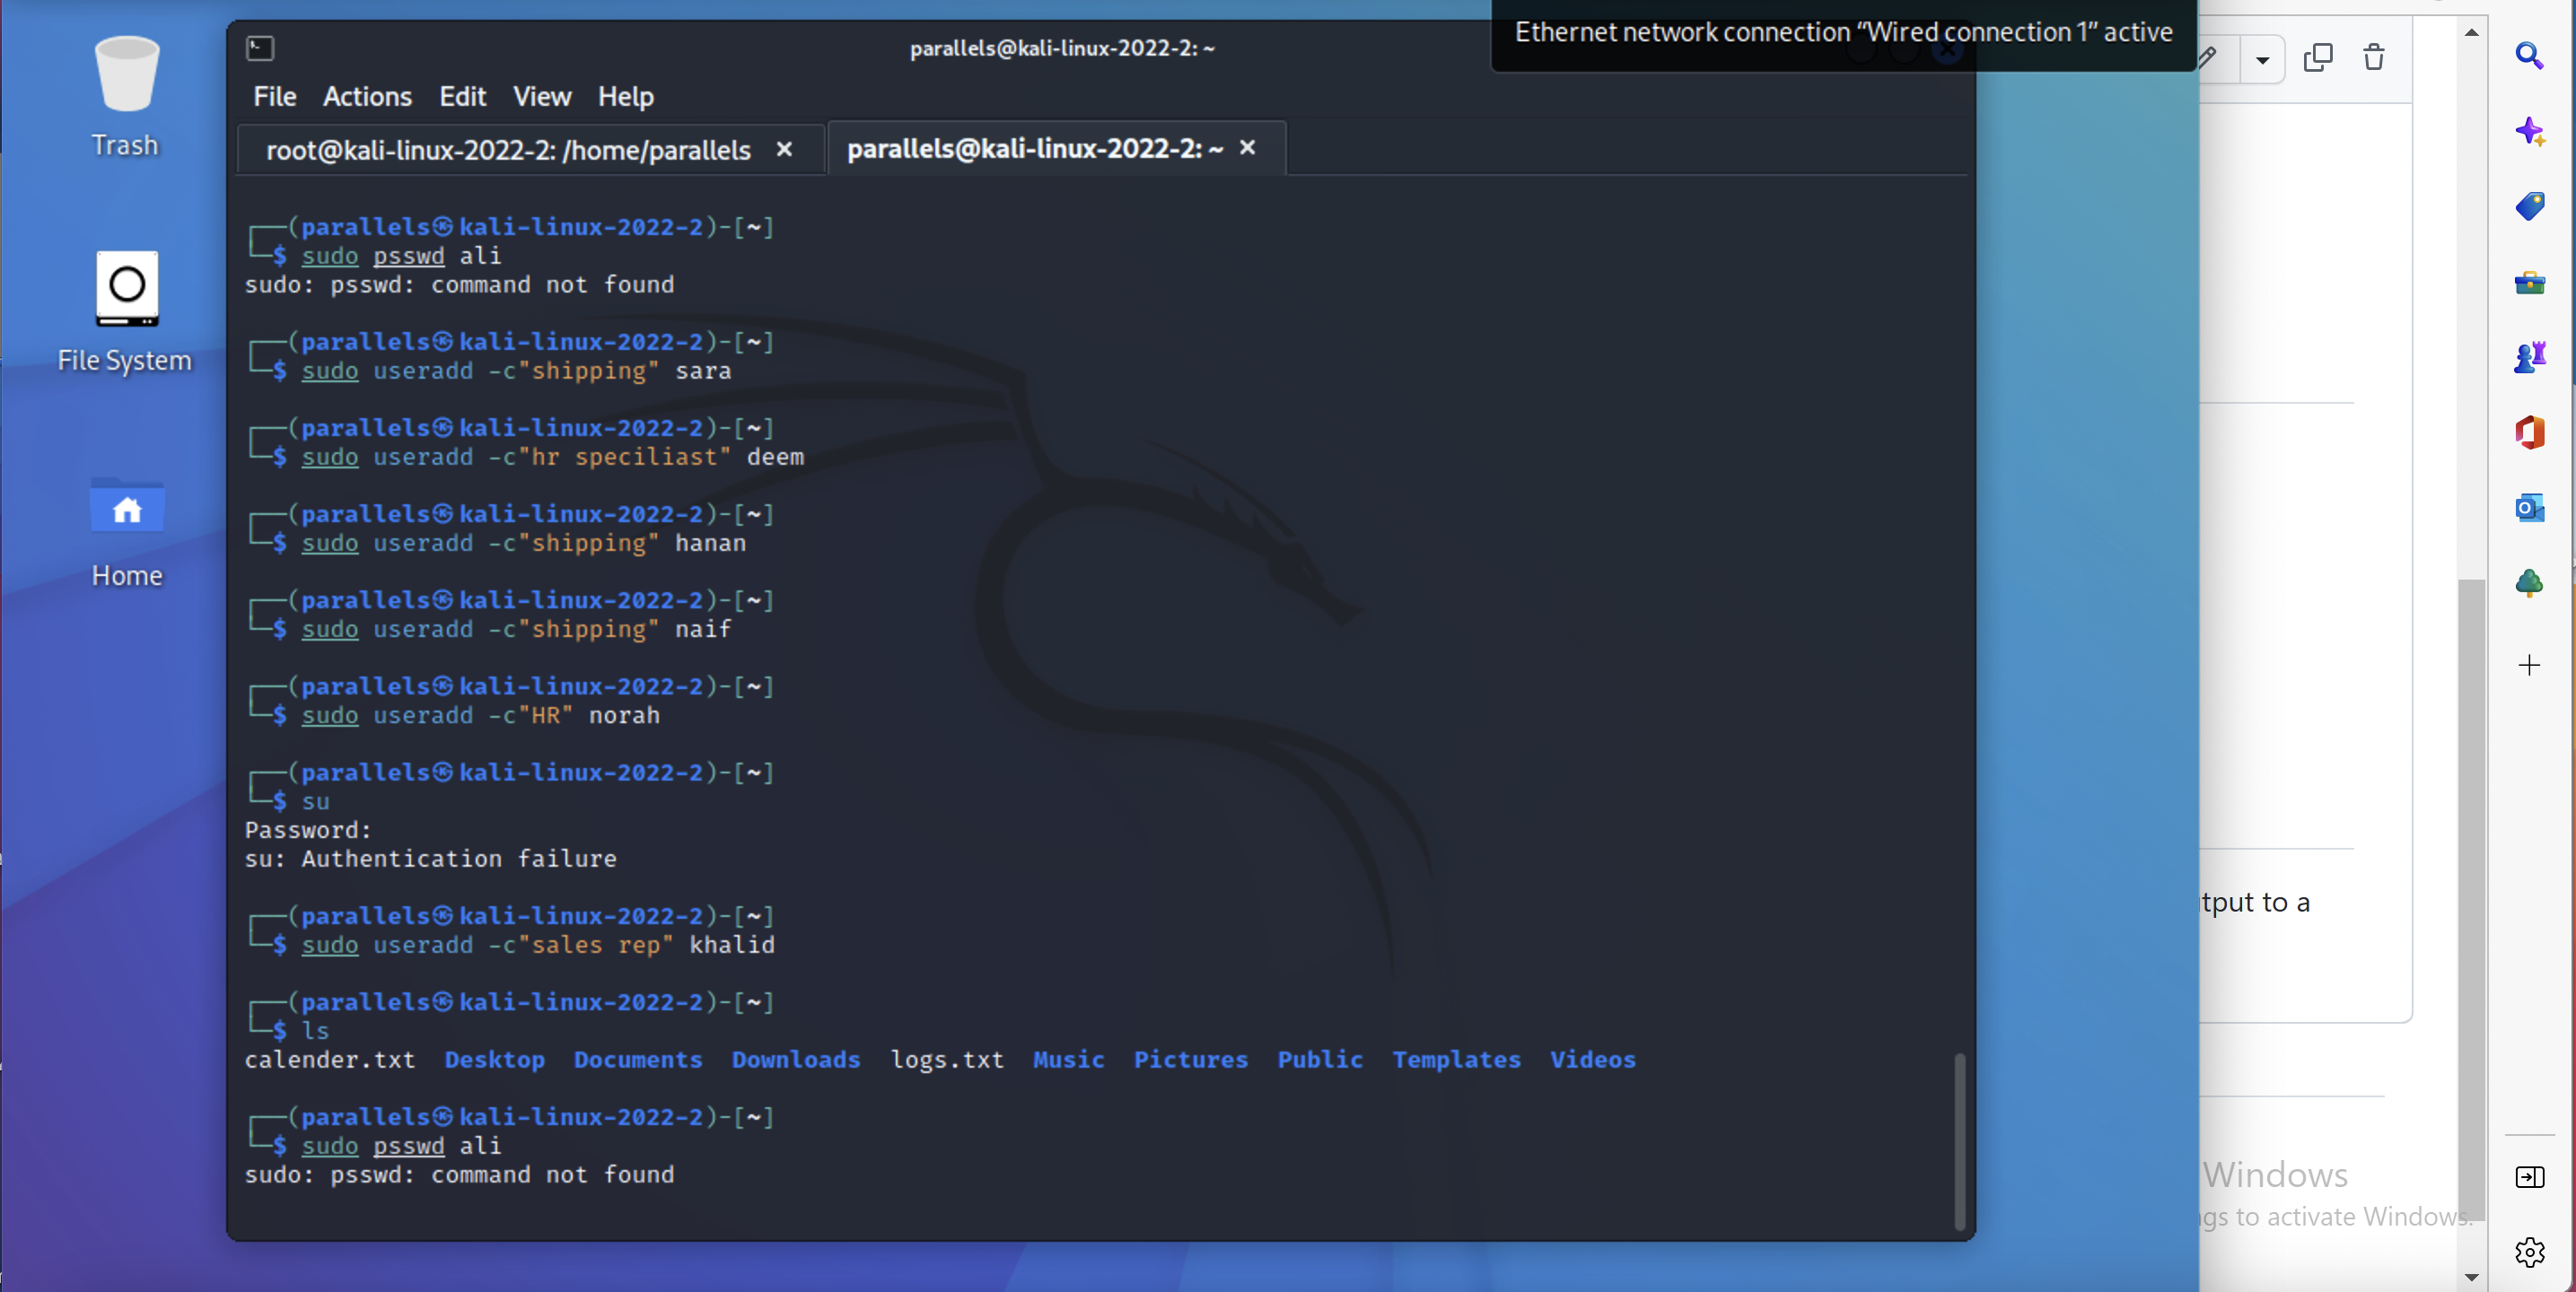 Ethernet network connection “Wired connection 1” active
parallels@kali-linux-2022-2: ~
File Actions Edit View Help
root@kali-linux-2022-2: /home/parallels
parallels@kali-linux-2022-2: ~
Trash
File System
Home
(parallels㉿kali-linux-2022-2)-[~]
$ sudo psswd ali
sudo: psswd: command not found
(parallels㉿kali-linux-2022-2)-[~]
$ sudo useradd -c"shipping" sara
(parallels㉿kali-linux-2022-2)-[~]
$ sudo useradd -c"hr speciliast" deem
(parallels㉿kali-linux-2022-2)-[~]
$ sudo useradd -c"shipping" hanan
(parallels㉿kali-linux-2022-2)-[~]
$ sudo useradd -c"shipping" naif
(parallels㉿kali-linux-2022-2)-[~]
$ sudo useradd -c"HR" norah
(parallels㉿kali-linux-2022-2)-[~]
$ su
Password:
su: Authentication failure
(parallels㉿kali-linux-2022-2)-[~]
$ sudo useradd -c"sales rep" khalid
(parallels㉿kali-linux-2022-2)-[~]
$ ls
calender.txt Desktop Documents Downloads logs.txt Music Pictures Public Templates Videos
(parallels㉿kali-linux-2022-2)-[~]
$ sudo psswd ali
sudo: psswd: command not found
to a
Windows
to activate Windows.